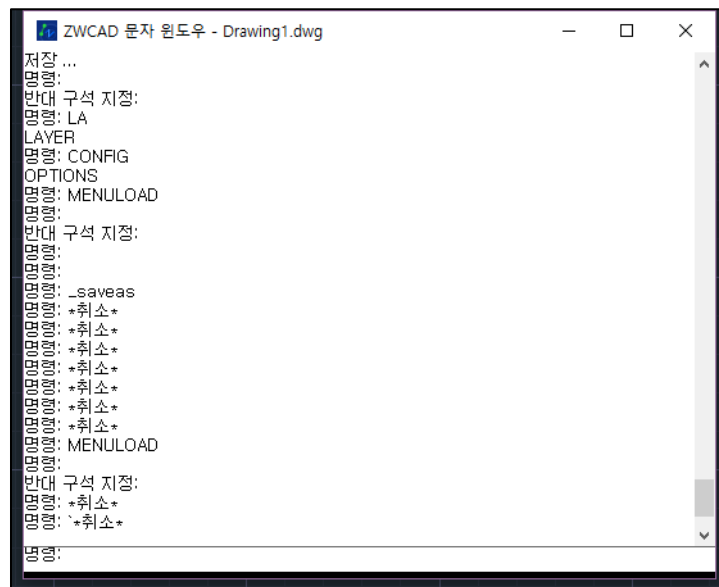 ZWCAD 문자 윈도우 - Drawing1.dwg
저장 ...
명령:
반대 구석 지정:
명령: LA
LAYER
명령: CONFIG
OPTIONS
명령: MENULOAD
명령:
반대 구석 지정:
명령:
명령:
명령: _saveas
명령: *취소*
명령: *취소*
명령: *취소*
명령: *취소*
명령: *취소*
명령: *취소*
명령: *취소*
명령: MENULOAD
명령:
반대 구석 지정:
명령: *취소*
명령: `*취소*
명령: